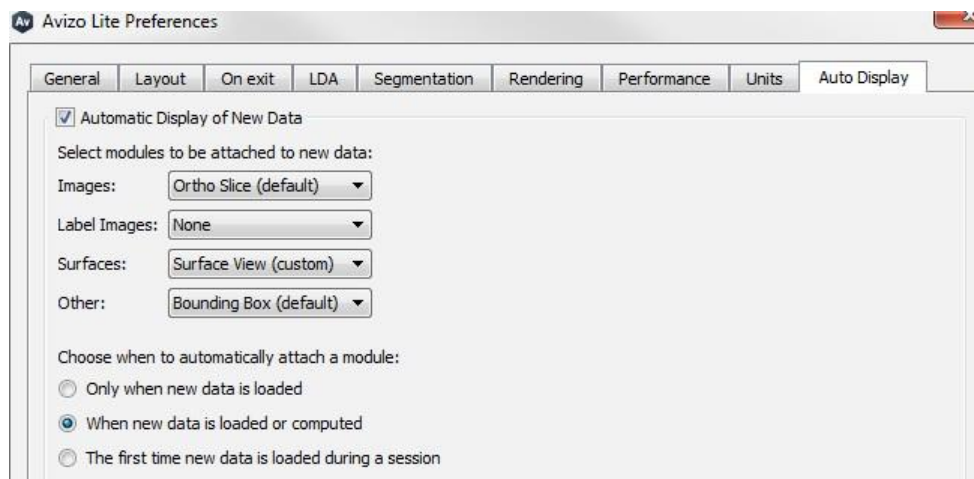 Av Avizo Lite Preferences
General Layout On exit LDA Segmentation Rendering Performance Units Auto Display
Automatic Display of New Data
Select modules to be attached to new data:
Images: Ortho Slice (default)
Label Images: None
Surfaces: Surface View (custom)
Other: Bounding Box (default)
Choose when to automatically attach a module:
Only when new data is loaded
When new data is loaded or computed
The first time new data is loaded during a session